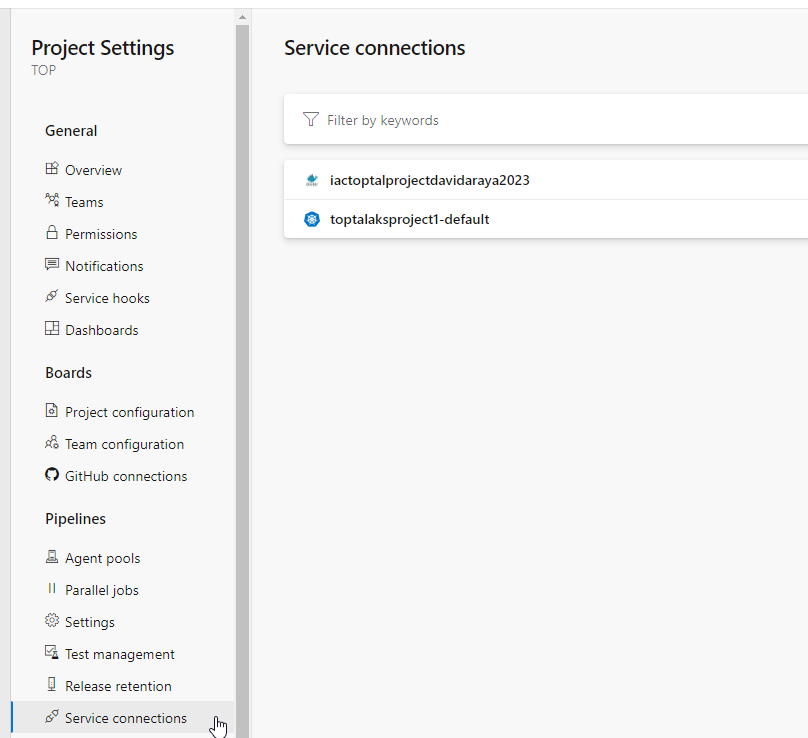 Project Settings
TOP
General
Overview
Teams
Permissions
Notifications
Service hooks
Dashboards
Boards
Project configuration
Team configuration
GitHub connections
Pipelines
Agent pools
Parallel jobs
Settings
Test management
Release retention
Service connections
Service connections
Filter by keywords
iactoptalprojectdavidaraya2023
toptalaksproject1-default